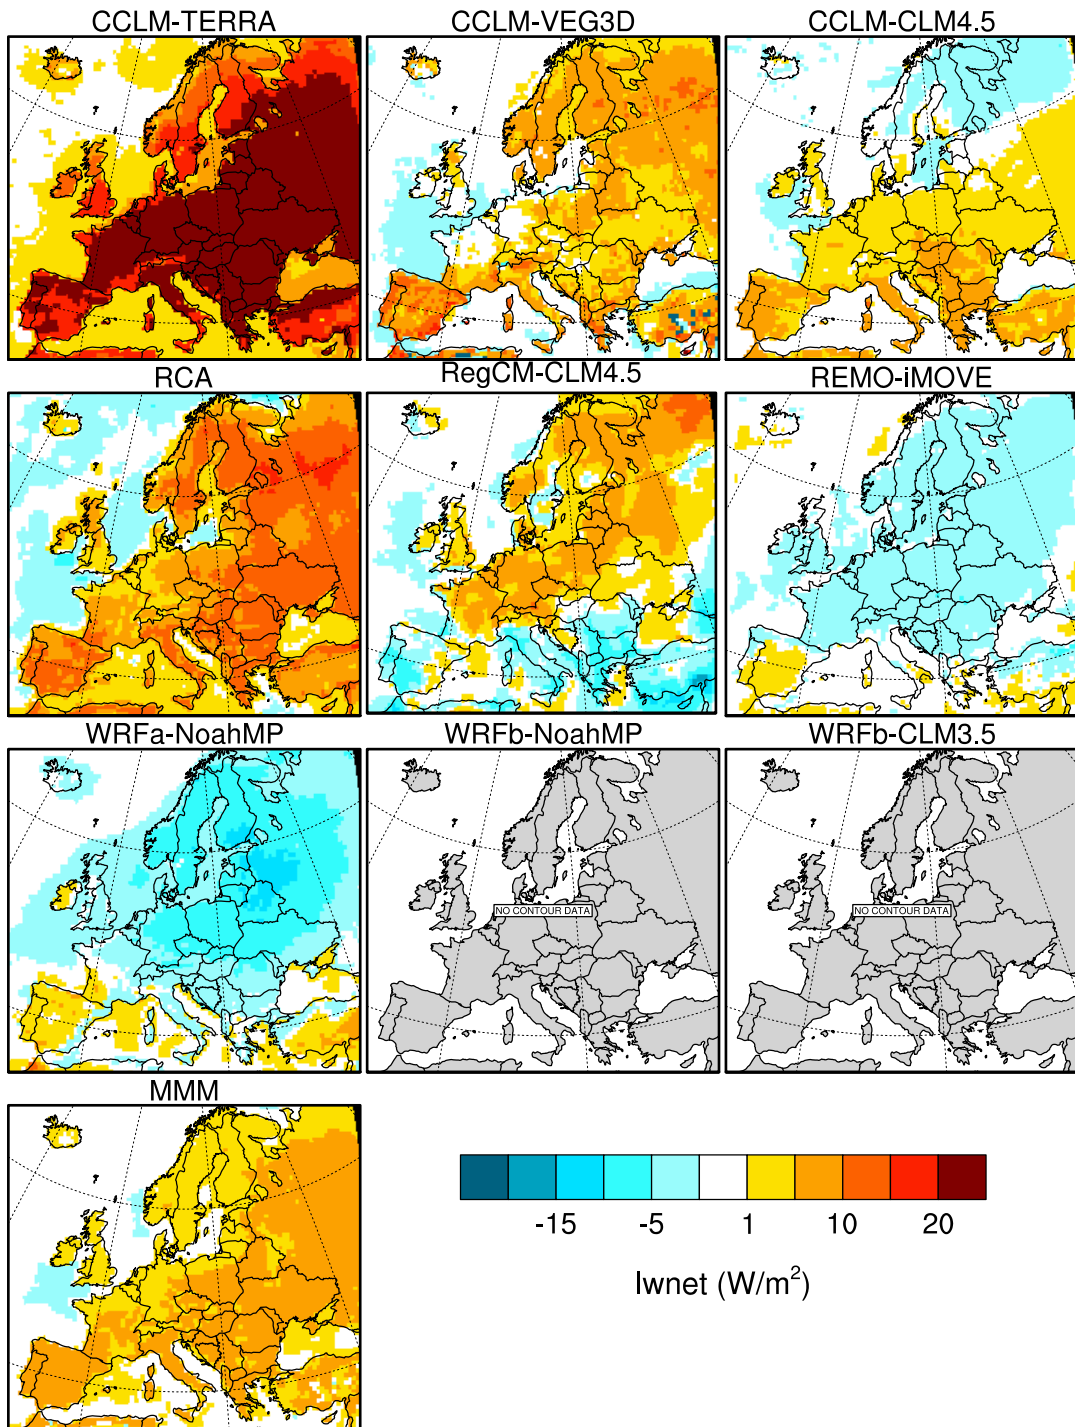 CCLM-TERRA CCLM-VEG3D CCLM-CLM4.5
RCA RegCM-CLM4.5 REMO-iMOVE
WRFa-NoahMP WRFb-NoahMP WRFb-CLM3.5
NO CONTOUR DATA NO CONTOUR DATA
MMM
-15 -5 1 10 20
lwnet (W/m²)